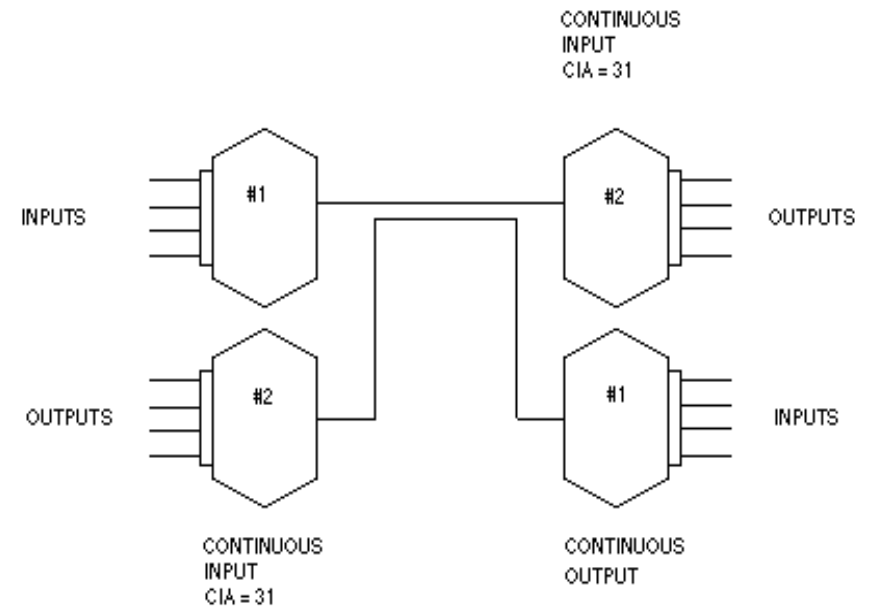 CONTINUOUS
INPUT
CIA = 31
#1
#2
INPUTS
OUTPUTS
#2
#1
OUTPUTS
INPUTS
CONTINUOUS
INPUT
CIA = 31
CONTINUOUS
OUTPUT